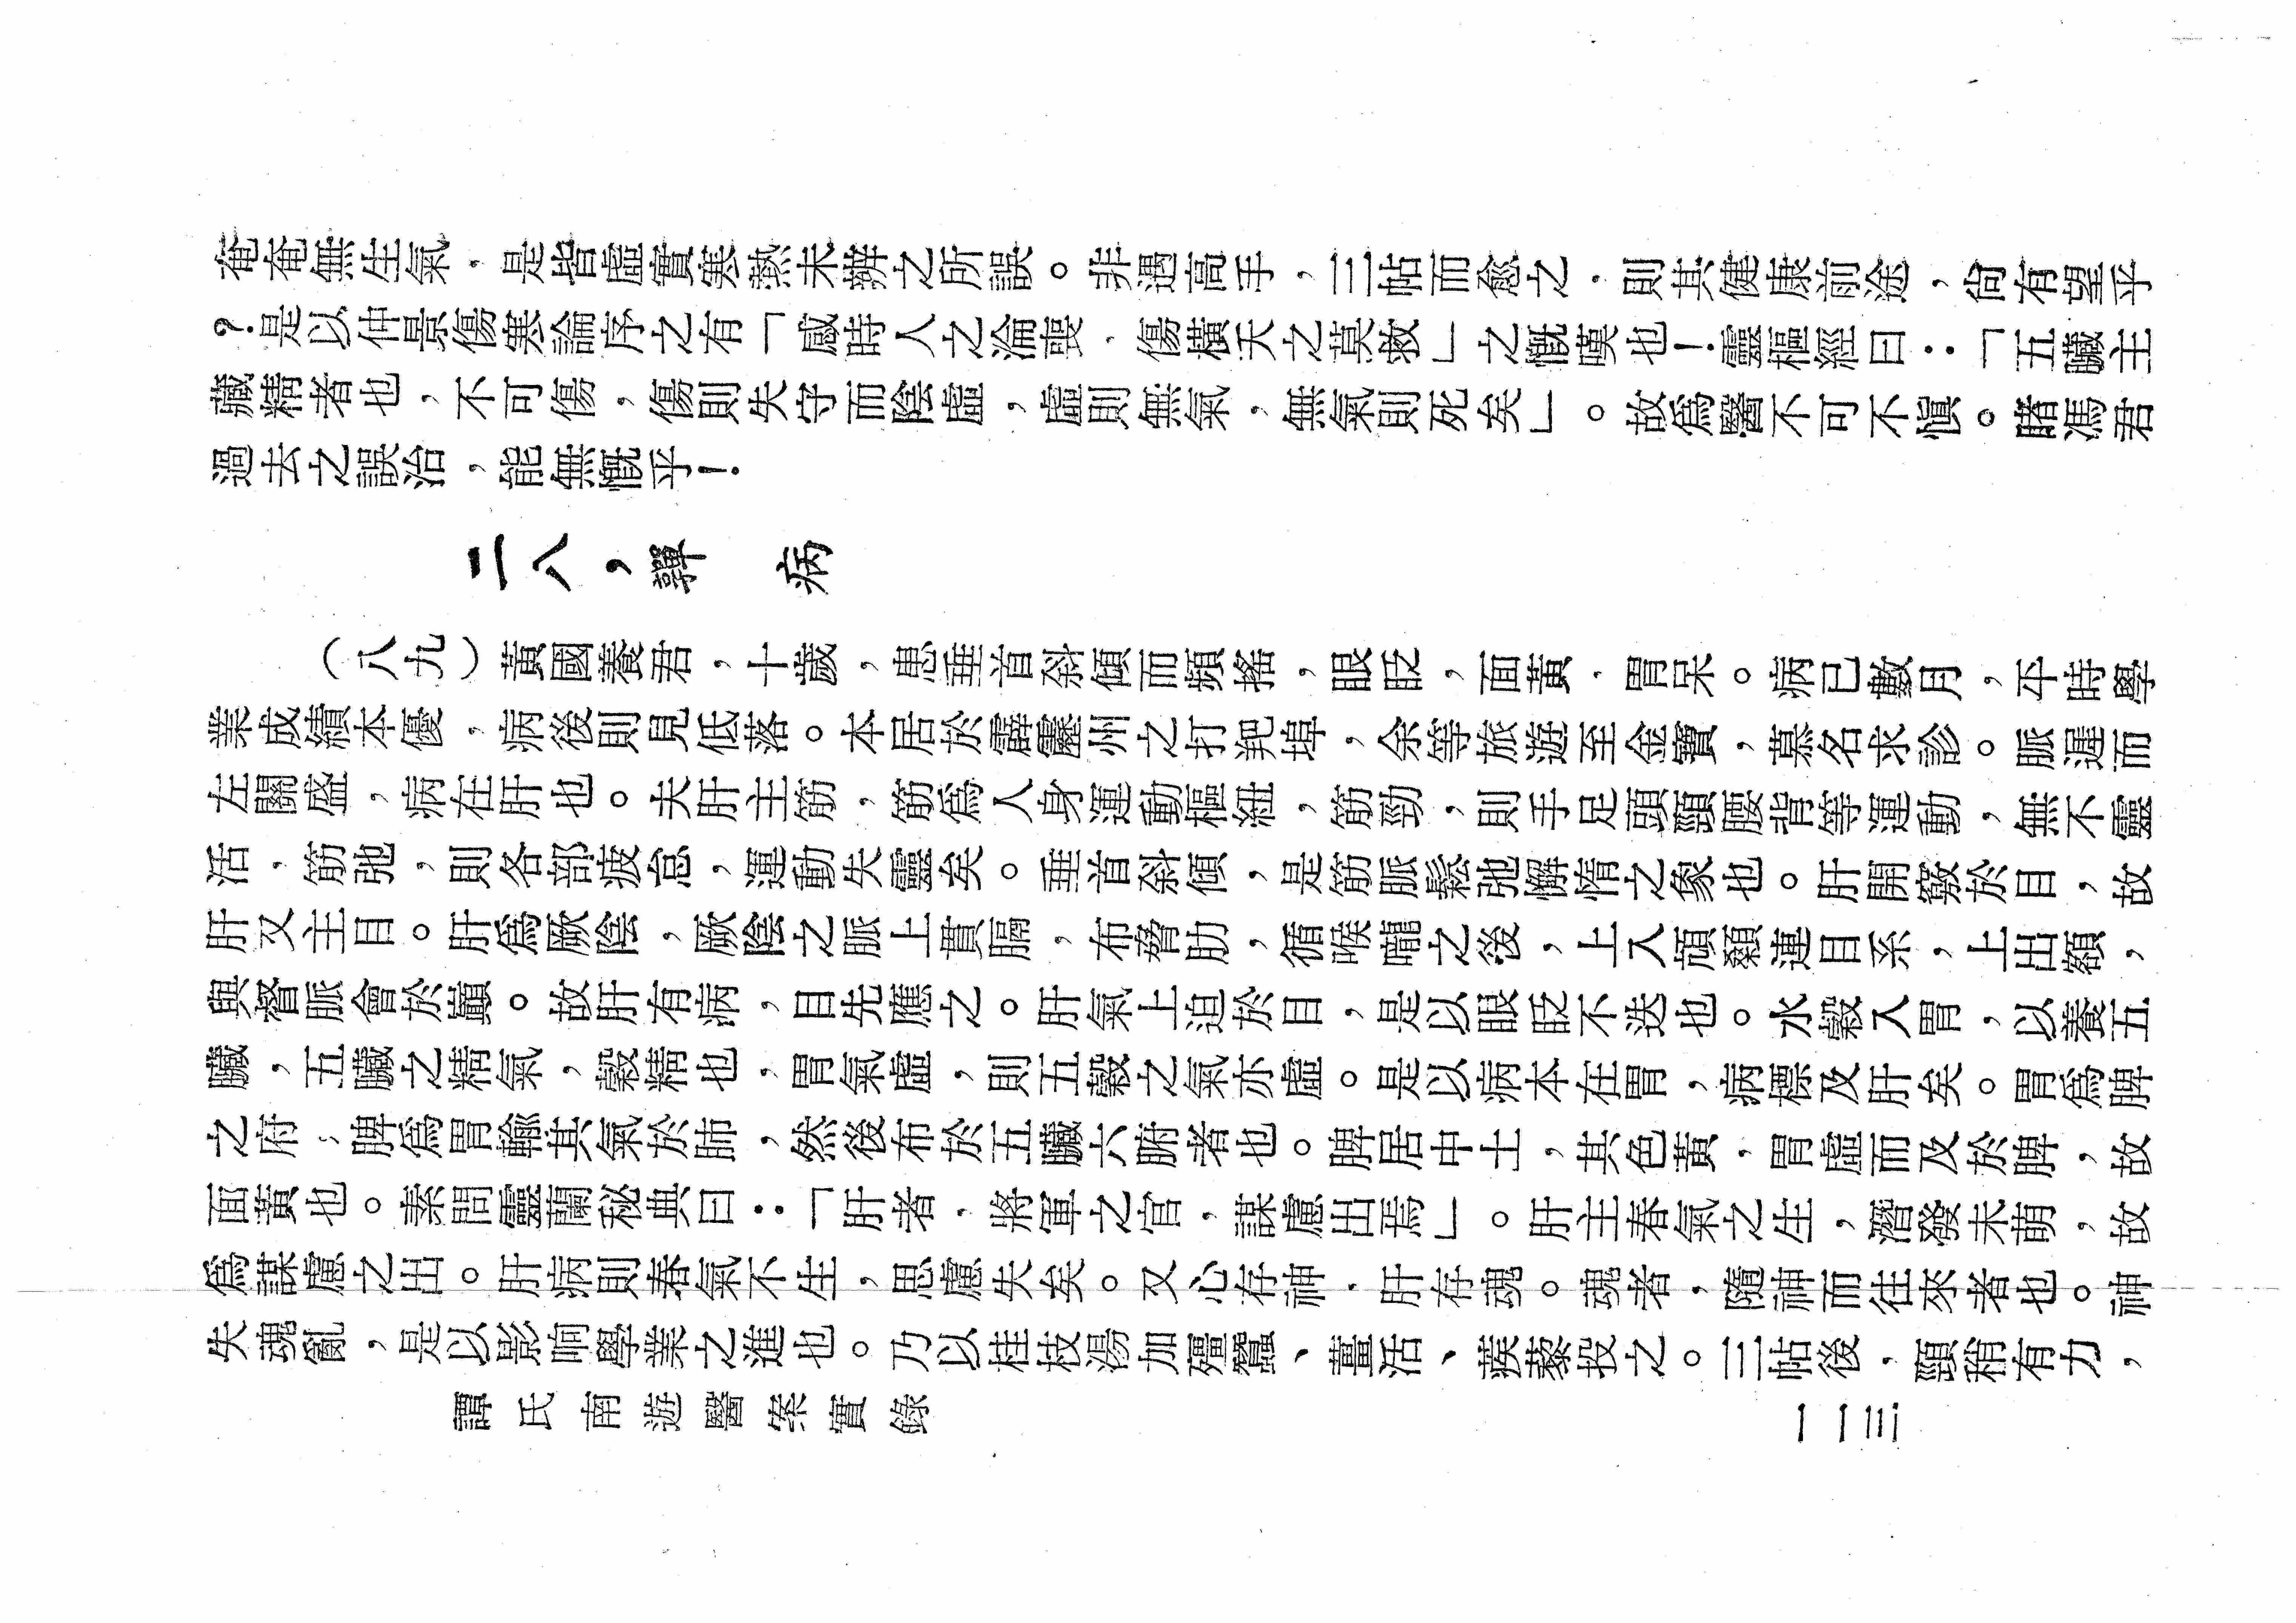 奄奄無生氣，是皆虛實寒熱未辨之所誤。非遇高手，三帖而愈之，則其健康前途，尙有望乎
？是以仲景傷寒論序之有「感時人之淪喪，傷橫夭之莫救」之慨嘆也！靈樞經曰：「五臟主
藏精者也，不可傷，傷則失守而陰虛，虛則無氣，無氣則死矣」。故爲醫不可不愼。睹馮君
過去之誤治，能無慨乎！
二八，軃　病
（八九）黃國養君，十歲，患垂首斜傾而頻搖，眼眨，面黃，胃呆。病已數月，平時學
業成績本優，病後則見低落。本居於霹靂州之打羓埠，余等旅遊至金寶，慕名求診。脈遲而
左關盛，病在肝也。夫肝主筋，筋爲人身運動樞紐，筋勁，則手足頭頸腰背等運動，無不靈
活，筋弛，則各部疲怠，運動失靈矣。垂首斜傾，是筋脈鬆弛懈惰之象也。肝開竅於目，故
肝又主目。肝爲厥陰，厥陰之脈上貫膈，布脅肋，循喉嚨之後，上入頏顙連目系，上出額，
與督脈會於巔。故肝有病，目先應之。肝氣上迫於目，是以眼眨不迭也。水穀入胃，以養五
臟，五臟之精氣，穀精也，胃氣虛，則五穀之氣亦虛。是以病本在胃，病標及肝矣。胃爲脾
之府；脾爲胃輸其氣於肺，然後布於五臟六腑者也。脾居中土，其色黃，胃虛而及於脾，故
面黃也。素問靈蘭秘典曰：「肝者，將軍之官，謀慮出焉」。肝主春氣之生，潛發未萌，故
爲謀慮之出。肝病則春氣不生，思慮失矣。又心存神，肝存魂。魂者，隨神而往來者也。神
失魂亂，是以影响學業之進也。乃以桂枝湯加殭蠶、薑活、蒺藜投之。三帖後，頸稍有力，
譚氏南遊醫案實錄
一一三